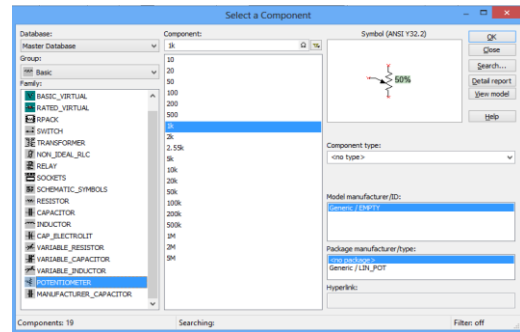 Select a Component
Database:
Master Database
Group:
Basic
Family:
BASIC_VIRTUAL
RATED_VIRTUAL
RPACK
SWITCH
TRANSFORMER
NON_IDEAL_RLC
RELAY
SOCKETS
SCHEMATIC_SYMBOLS
RESISTOR
CAPACITOR
INDUCTOR
CAP_ELECTROLIT
VARIABLE_RESISTOR
VARIABLE_CAPACITOR
VARIABLE_INDUCTOR
POTENTIOMETER
MANUFACTURER_CAPACITOR
Component:
1k
Ω
10
20
50
100
200
500
1k
2k
2.55k
5k
10k
20k
50k
100k
200k
500k
1M
2M
5M
Symbol (ANSI Y32.2)
50%
Component type:
<no type>
Model manufacturer/ID:
Generic / EMPTY
Package manufacturer/type:
<no package>
Generic / LIN_POT
Hyperlink:
OK
Close
Search...
Detail report
View model
Help
Components: 19
Searching:
Filter: off